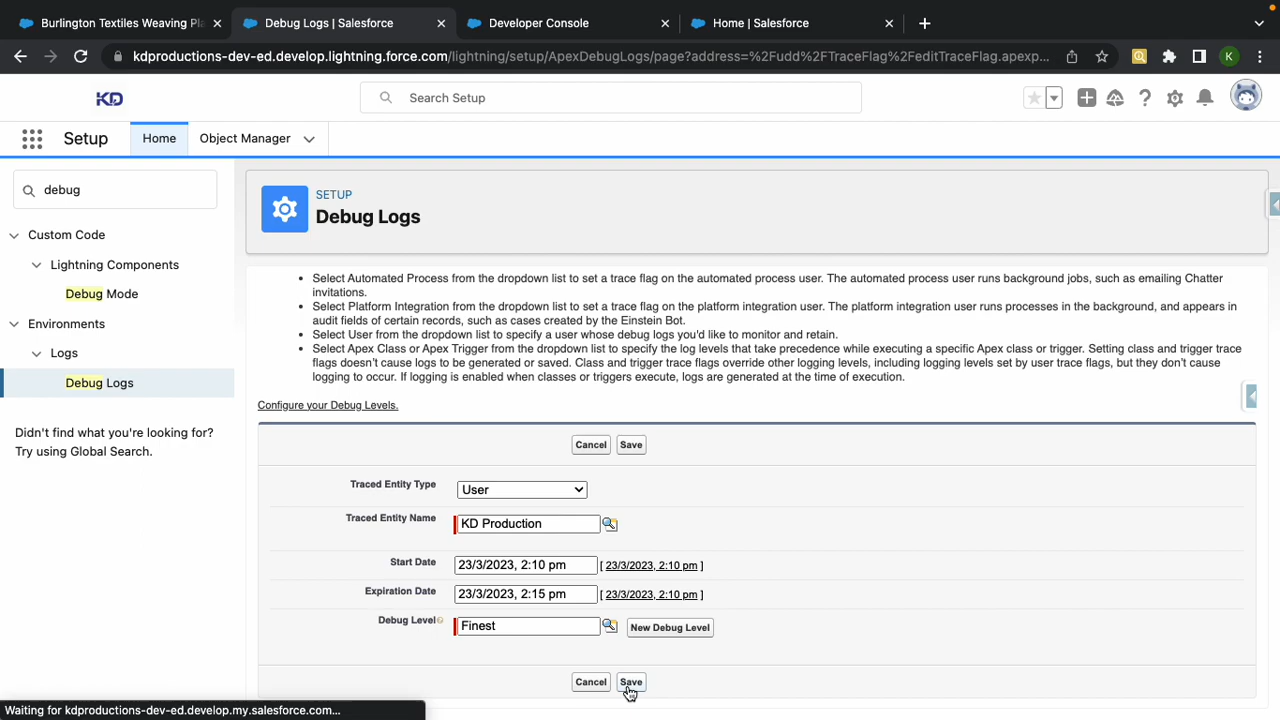 Burlington Textiles Weaving Pl
Debug Logs | Salesforce
Developer Console
Home | Salesforce
kdproductions-dev-ed.develop.lightning.force.com/lightning/setup/ApexDebugLogs/page?address=%2Fudd%2FTraceFlag%2FeditTraceFlag.apexp...
K
KD
Search Setup
Setup
Home
Object Manager
debug
Custom Code
Lightning Components
Debug Mode
Environments
Logs
Debug Logs
Didn't find what you're looking for?
Try using Global Search.
SETUP
Debug Logs
• Select Automated Process from the dropdown list to set a trace flag on the automated process user. The automated process user runs background jobs, such as emailing Chatter
invitations.
• Select Platform Integration from the dropdown list to set a trace flag on the platform integration user. The platform integration user runs processes in the background, and appears in
audit fields of certain records, such as cases created by the Einstein Bot.
• Select User from the dropdown list to specify a user whose debug logs you'd like to monitor and retain.
• Select Apex Class or Apex Trigger from the dropdown list to specify the log levels that take precedence while executing a specific Apex class or trigger. Setting class and trigger trace
flags doesn't cause logs to be generated or saved. Class and trigger trace flags override other logging levels, including logging levels set by user trace flags, but they don't cause
logging to occur. If logging is enabled when classes or triggers execute, logs are generated at the time of execution.
Configure your Debug Levels.
Cancel Save
Traced Entity Type User
Traced Entity Name KD Production
Start Date 23/3/2023, 2:10 pm [ 23/3/2023, 2:10 pm ]
Expiration Date 23/3/2023, 2:15 pm [ 23/3/2023, 2:10 pm ]
Debug Level Finest New Debug Level
Cancel Save
Waiting for kdproductions-dev-ed.develop.my.salesforce.com...